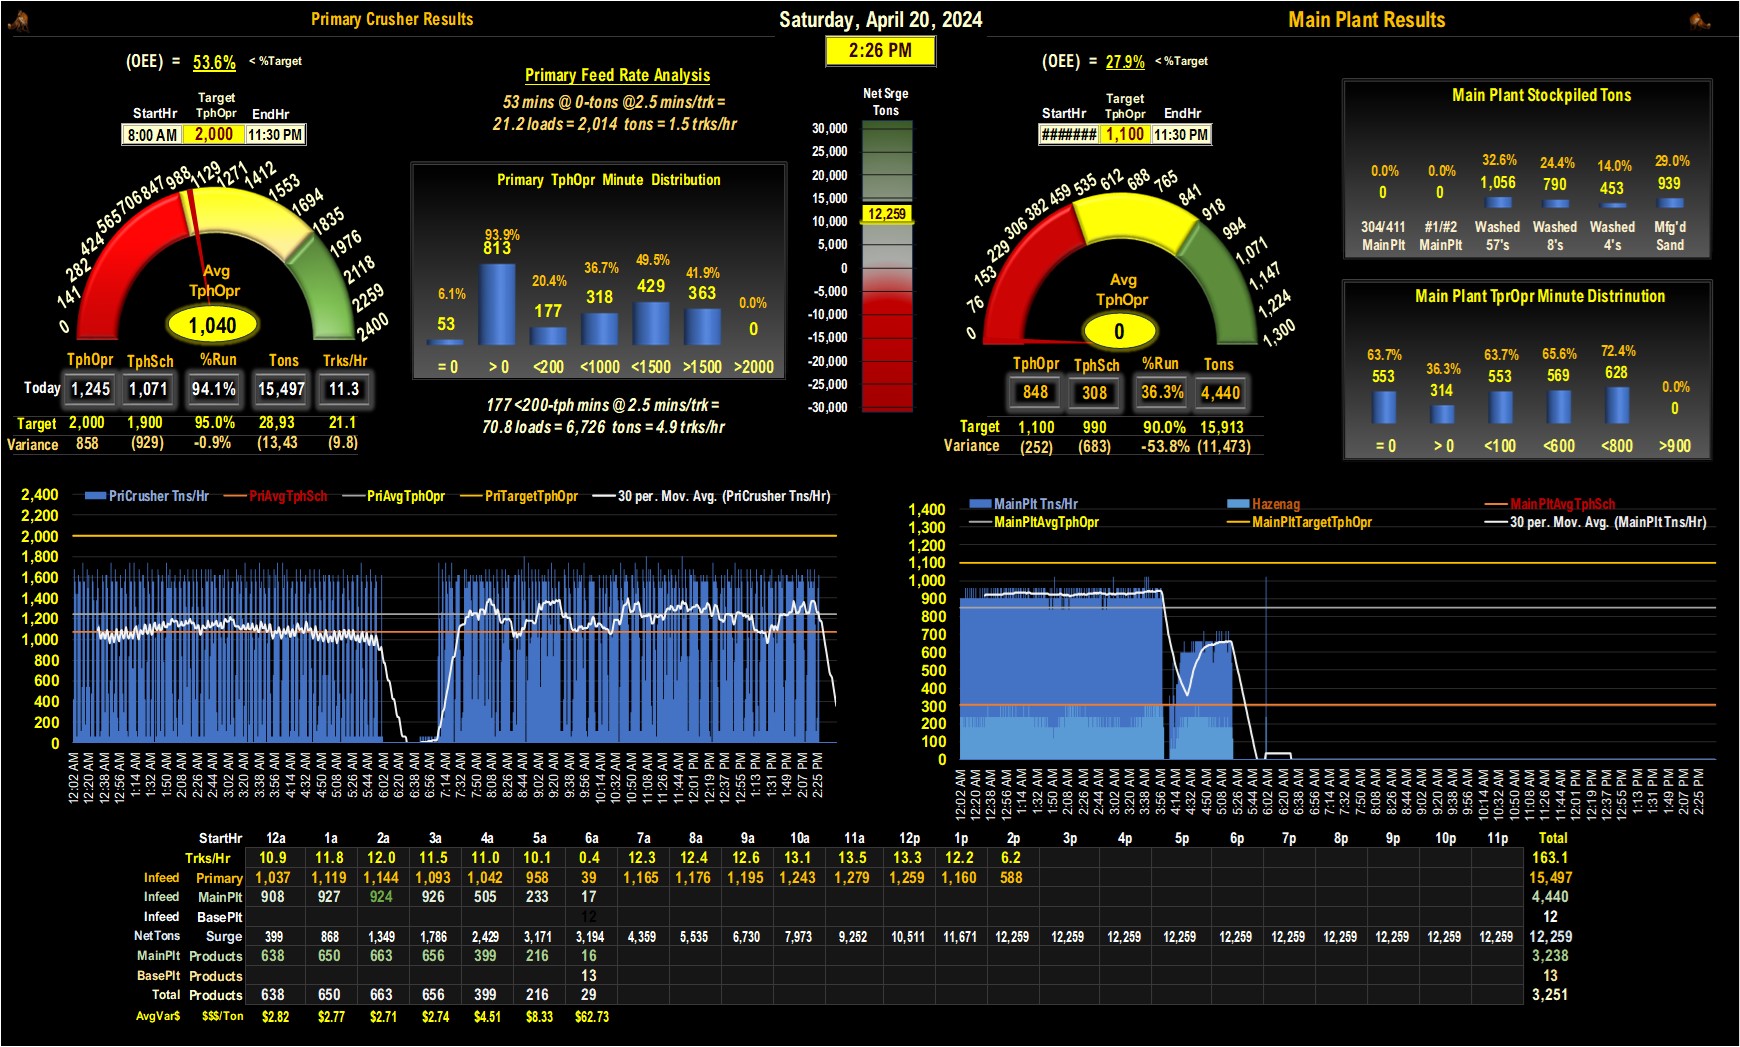 Primary Crusher Results
Saturday, April 20, 2024
Main Plant Results
2:26 PM
(OEE) = 53.6% < %Target
StartHr Target TphOpr EndHr
8:00 AM 2,000 11:30 PM
0 141 282 424 565 706 847 988 1129 1271 1412 1553 1694 1835 1976 2118 2259 2400
Avg
TphOpr
1,040
TphOpr TphSch %Run Tons Trks/Hr
Today 1,245 1,071 94.1% 15,497 11.3
Target 2,000 1,900 95.0% 28,93 21.1
Variance 858 (929) -0.9% (13,43 (9.8)
Primary Feed Rate Analysis
53 mins @ 0-tons @2.5 mins/trk =
21.2 loads = 2,014 tons = 1.5 trks/hr
Primary TphOpr Minute Distribution
6.1% 93.9% 20.4% 36.7% 49.5% 41.9% 0.0%
53 813 177 318 429 363 0
= 0 > 0 <200 <1000 <1500 >1500 >2000
177 <200-tph mins @ 2.5 mins/trk =
70.8 loads = 6,726 tons = 4.9 trks/hr
Net Srge
Tons
30,000
25,000
20,000
15,000
12,259
10,000
5,000
0
-5,000
-10,000
-15,000
-20,000
-25,000
-30,000
(OEE) = 27.9% < %Target
StartHr Target TphOpr EndHr
####### 1,100 11:30 PM
0 76 153 229 306 382 459 535 612 688 765 841 918 994 1,071 1,147 1,224 1,300
Avg
TphOpr
0
TphOpr TphSch %Run Tons
848 308 36.3% 4,440
Target 1,100 990 90.0% 15,913
Variance (252) (683) -53.8% (11,473)
Main Plant Stockpiled Tons
0.0% 0.0% 32.6% 24.4% 14.0% 29.0%
0 0 1,056 790 453 939
304/411 #1/#2 Washed Washed Washed Mfg'd
MainPlt MainPlt 57's 8's 4's Sand
Main Plant TprOpr Minute Distrinution
63.7% 36.3% 63.7% 65.6% 72.4% 0.0%
553 314 553 569 628 0
= 0 > 0 <100 <600 <800 >900
PriCrusher Tns/Hr PriAvgTphSch PriAvgTphOpr PriTargetTphOpr 30 per. Mov. Avg. (PriCrusher Tns/Hr)
2,400
2,200
2,000
1,800
1,600
1,400
1,200
1,000
800
600
400
200
0
12:02 AM 12:20 AM 12:38 AM 12:56 AM 1:14 AM 1:32 AM 1:50 AM 2:08 AM 2:26 AM 2:44 AM 3:02 AM 3:20 AM 3:38 AM 3:56 AM 4:14 AM 4:32 AM 4:50 AM 5:08 AM 5:26 AM 5:44 AM 6:02 AM 6:20 AM 6:38 AM 6:56 AM 7:14 AM 7:32 AM 7:50 AM 8:08 AM 8:26 AM 8:44 AM 9:02 AM 9:20 AM 9:38 AM 9:56 AM 10:14 AM 10:32 AM 10:50 AM 11:08 AM 11:26 AM 11:44 AM 12:01 PM 12:19 PM 12:37 PM 12:55 PM 1:13 PM 1:31 PM 1:49 PM 2:07 PM 2:25 PM
MainPlt Tns/Hr Hazenag MainPltAvgTphSch
MainPltAvgTphOpr MainPltTargetTphOpr 30 per. Mov. Avg. (MainPlt Tns/Hr)
1,400
1,300
1,200
1,100
1,000
900
800
700
600
500
400
300
200
100
0
12:02 AM 12:20 AM 12:38 AM 12:56 AM 1:14 AM 1:32 AM 1:50 AM 2:08 AM 2:26 AM 2:44 AM 3:02 AM 3:20 AM 3:38 AM 3:56 AM 4:14 AM 4:32 AM 4:50 AM 5:08 AM 5:26 AM 5:44 AM 6:02 AM 6:20 AM 6:38 AM 6:56 AM 7:14 AM 7:32 AM 7:50 AM 8:08 AM 8:26 AM 8:44 AM 9:02 AM 9:20 AM 9:38 AM 9:56 AM 10:14 AM 10:32 AM 10:50 AM 11:08 AM 11:26 AM 11:44 AM 12:01 PM 12:19 PM 12:37 PM 12:55 PM 1:13 PM 1:31 PM 1:49 PM 2:07 PM 2:25 PM
StartHr 12a 1a 2a 3a 4a 5a 6a 7a 8a 9a 10a 11a 12p 1p 2p 3p 4p 5p 6p 7p 8p 9p 10p 11p Total
Trks/Hr 10.9 11.8 12.0 11.5 11.0 10.1 0.4 12.3 12.4 12.6 13.1 13.5 13.3 12.2 6.2 163.1
Infeed Primary 1,037 1,119 1,144 1,093 1,042 958 39 1,165 1,176 1,195 1,243 1,279 1,259 1,160 588 15,497
Infeed MainPlt 908 927 924 926 505 233 17 4,440
Infeed BasePlt 12 12
NetTons Surge 399 868 1,349 1,786 2,429 3,171 3,194 4,359 5,535 6,730 7,973 9,252 10,511 11,671 12,259 12,259 12,259 12,259 12,259 12,259 12,259 12,259 12,259 12,259 12,259
MainPlt Products 638 650 663 656 399 216 16 3,238
BasePlt Products 13 13
Total Products 638 650 663 656 399 216 29 3,251
AvgVar$ $$$/Ton $2.82 $2.77 $2.71 $2.74 $4.51 $8.33 $62.73